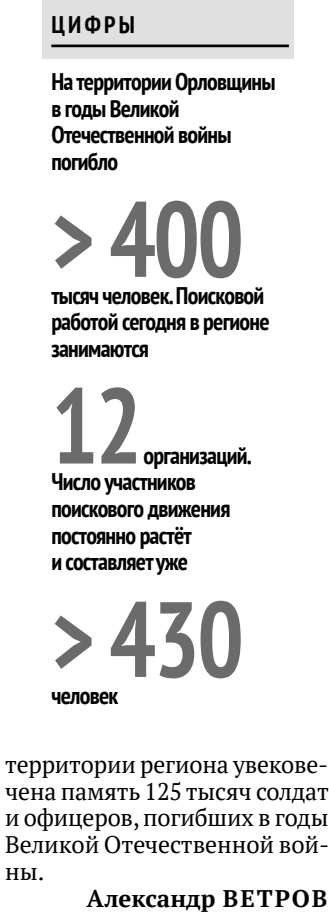 ЦИФРЫ
На территории Орловщины
в годы Великой
Отечественной войны
погибло
> 400
тысяч человек. Поисковой
работой сегодня в регионе
занимаются
12 организаций.
Число участников
поискового движения
постоянно растёт
и составляет уже
> 430
человек
территории региона увекове-
чена память 125 тысяч солдат
и офицеров, погибших в годы
Великой Отечественной вой-
ны.
Александр ВЕТРОВ